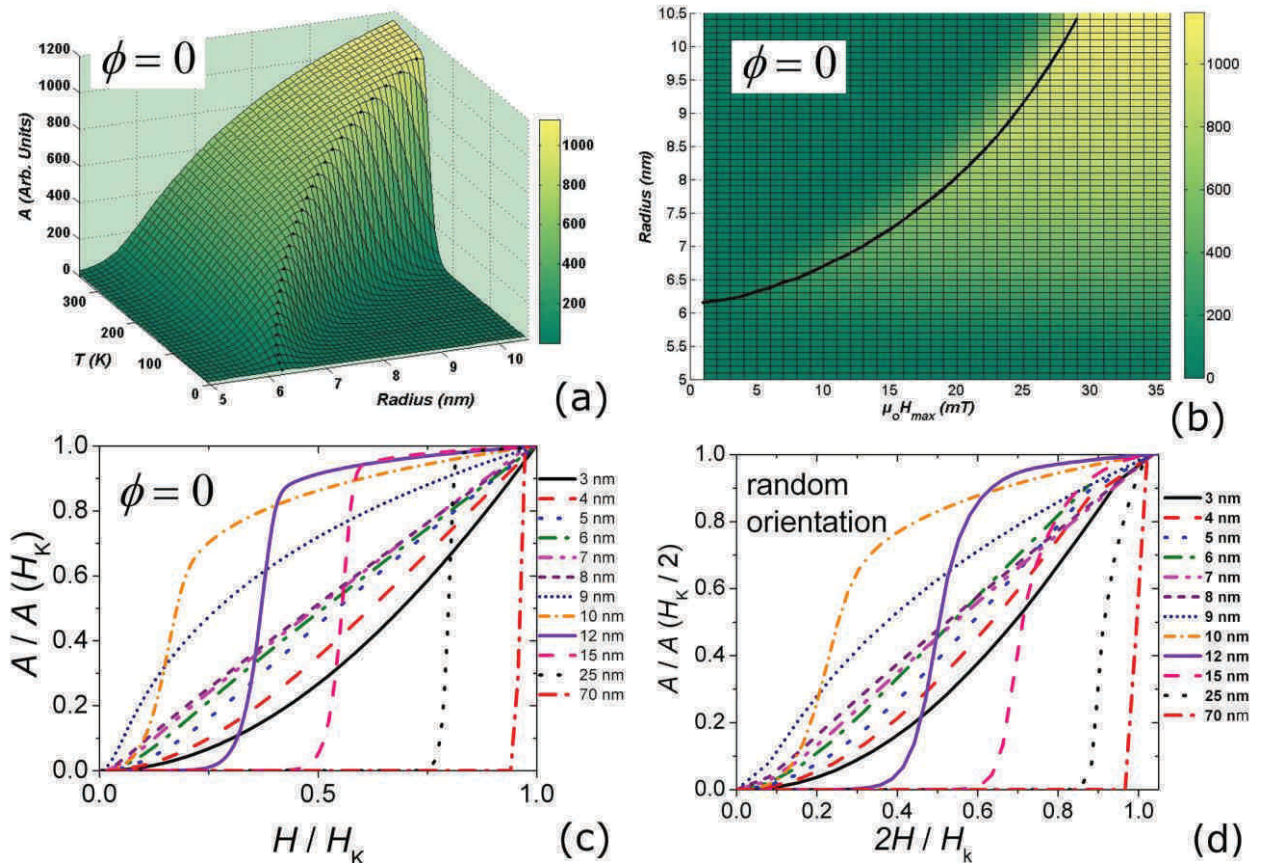 ϕ = 0
A (Arb. Units)
1200
1000
800
600
400
200
0
300
200
100
0
T (K)
5
6
7
8
9
10
Radius (nm)
1000
800
600
400
200
(a)
ϕ = 0
Radius (nm)
10.5
10
9.5
9
8.5
8
7.5
7
6.5
6
5.5
5
0
5
10
15
20
25
30
35
μoHmax (mT)
1000
800
600
400
200
0
(b)
ϕ = 0
A / A (HK)
1.0
0.8
0.6
0.4
0.2
0.0
0.0
0.5
1.0
H / HK
3 nm
4 nm
5 nm
6 nm
7 nm
8 nm
9 nm
10 nm
12 nm
15 nm
25 nm
70 nm
(c)
random
orientation
A / A (HK / 2)
1.0
0.8
0.6
0.4
0.2
0.0
0.0
0.2
0.4
0.6
0.8
1.0
2H / Hk
3 nm
4 nm
5 nm
6 nm
7 nm
8 nm
9 nm
10 nm
12 nm
15 nm
25 nm
70 nm
(d)